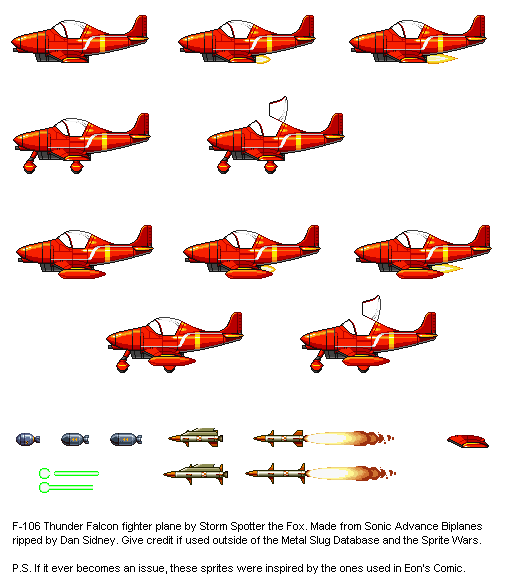 F-106 Thunder Falcon fighter plane by Storm Spotter the Fox. Made from Sonic Advance Biplanes
ripped by Dan Sidney. Give credit if used outside of the Metal Slug Database and the Sprite Wars.
P.S. If it ever becomes an issue, these sprites were inspired by the ones used in Eon's Comic.